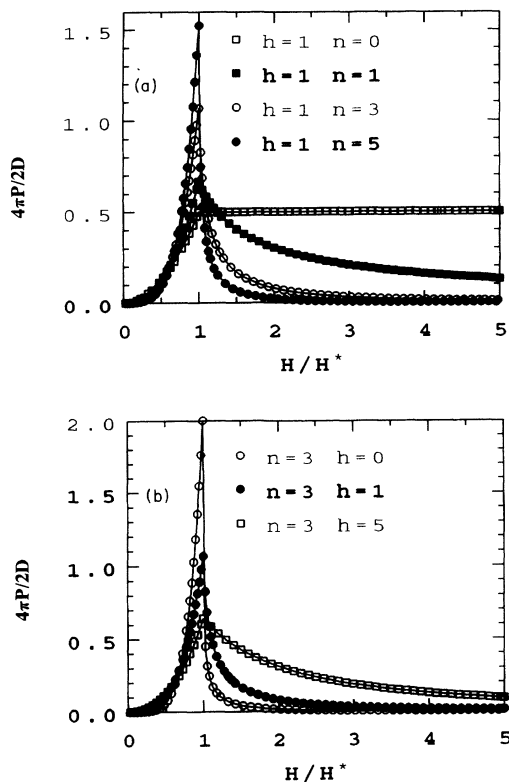 1.5
1.0
0.5
0.0
4πP/2D
(a)
h=1 n=0
h=1 n=1
h=1 n=3
h=1 n=5
0 1 2 3 4 5
H/H*
2.0
1.5
1.0
0.5
0.0
4πP/2D
(b)
n=3 h=0
n=3 h=1
n=3 h=5
0 1 2 3 4 5
H/H*